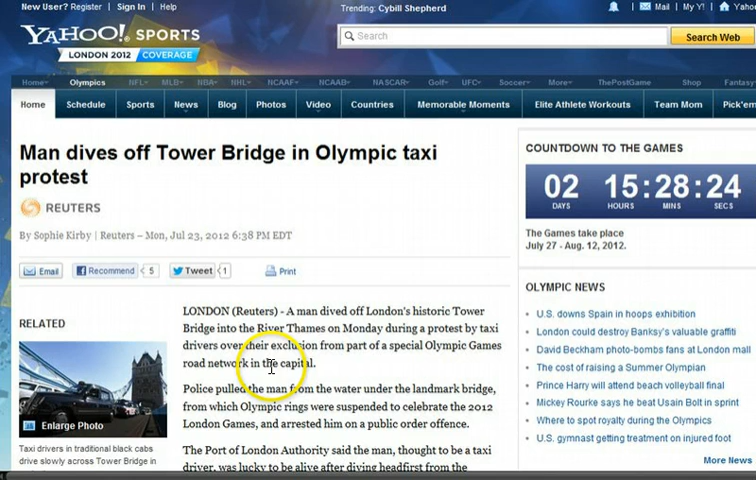 New User? Register | Sign In | Help
Trending: Cybill Shepherd
Mail | My Y! | Yahoo
YAHOO! SPORTS
LONDON 2012 COVERAGE
Search
Search Web
Home Olympics NFL MLB NBA NHL NCAAF NCAAB NASCAR Golf UFC Soccer More ThePostGame Shop Fantasy
Home Schedule Sports News Blog Photos Video Countries Memorable Moments Elite Athlete Workouts Team Mom Pick'em
Man dives off Tower Bridge in Olympic taxi
protest
REUTERS
By Sophie Kirby | Reuters – Mon, Jul 23, 2012 6:38 PM EDT
Email Recommend 5 Tweet 1 Print
RELATED
Enlarge Photo
Taxi drivers in traditional black cabs
drive slowly across Tower Bridge in
LONDON (Reuters) - A man dived off London's historic Tower
Bridge into the River Thames on Monday during a protest by taxi
drivers over their exclusion from part of a special Olympic Games
road network in the capital.
Police pulled the man from the water under the landmark bridge,
from which Olympic rings were suspended to celebrate the 2012
London Games, and arrested him on a public order offence.
The Port of London Authority said the man, thought to be a taxi
driver, was lucky to be alive after diving headfirst from the
COUNTDOWN TO THE GAMES
02 15:28:24
DAYS HOURS MINS SECS
The Games take place
July 27 - Aug. 12, 2012.
OLYMPIC NEWS
U.S. downs Spain in hoops exhibition
London could destroy Banksy's valuable graffiti
David Beckham photo-bombs fans at London mall
The cost of raising a Summer Olympian
Prince Harry will attend beach volleyball final
Mickey Rourke says he beat Usain Bolt in sprint
Where to spot royalty during the Olympics
U.S. gymnast getting treatment on injured foot
More News